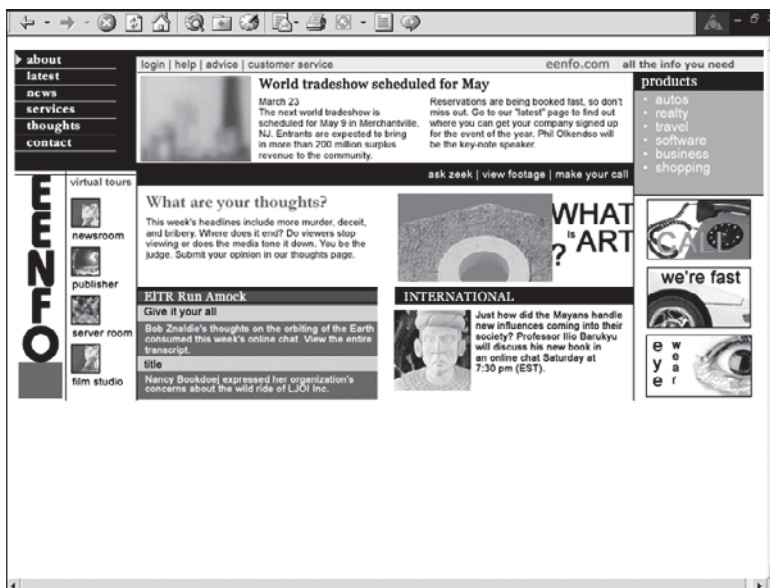 about
latest
news
services
thoughts
contact
login | help | advice | customer service
eenfo.com all the info you need
World tradeshow scheduled for May
March 23
The next world tradeshow is
scheduled for May 9 in Merchantville,
NJ. Entrants are expected to bring
in more than 200 million surplus
revenue to the community.
Reservations are being booked fast, so don't
miss out. Go to our "latest" page to find out
where you can get your company signed up
for the event of the year. Phil Olkendso will
be the key-note speaker.
products
• autos
• realty
• travel
• software
• business
• shopping
ask zeek | view footage | make your call
EENFO
virtual tours
newsroom
publisher
server room
film studio
What are your thoughts?
This week's headlines include more murder, deceit,
and bribery. Where does it end? Do viewers stop
viewing or does the media tone it down. You be the
judge. Submit your opinion in our thoughts page.
WHAT
IS
? ART
EITR Run Amock
Give it your all
Bob Znaldie's thoughts on the orbiting of the Earth
consumed this week's online chat. View the entire
transcript.
title
Nancy Bookdoej expressed her organization's
concerns about the wild ride of LJOI Inc.
INTERNATIONAL
Just how did the Mayans handle
new influences coming into their
society? Professor Ilio Barukyu
will discuss his new book in
an online chat Saturday at
7:30 pm (EST).
CALL
we're fast
eye
wear